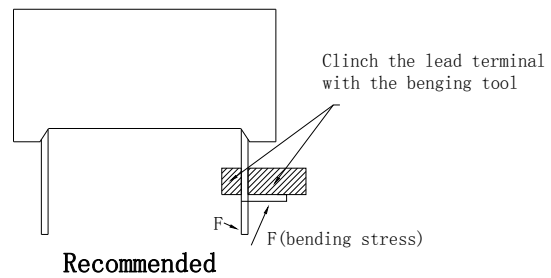 Clinch the lead terminal
with the benging tool
F
F(bending stress)
Recommended